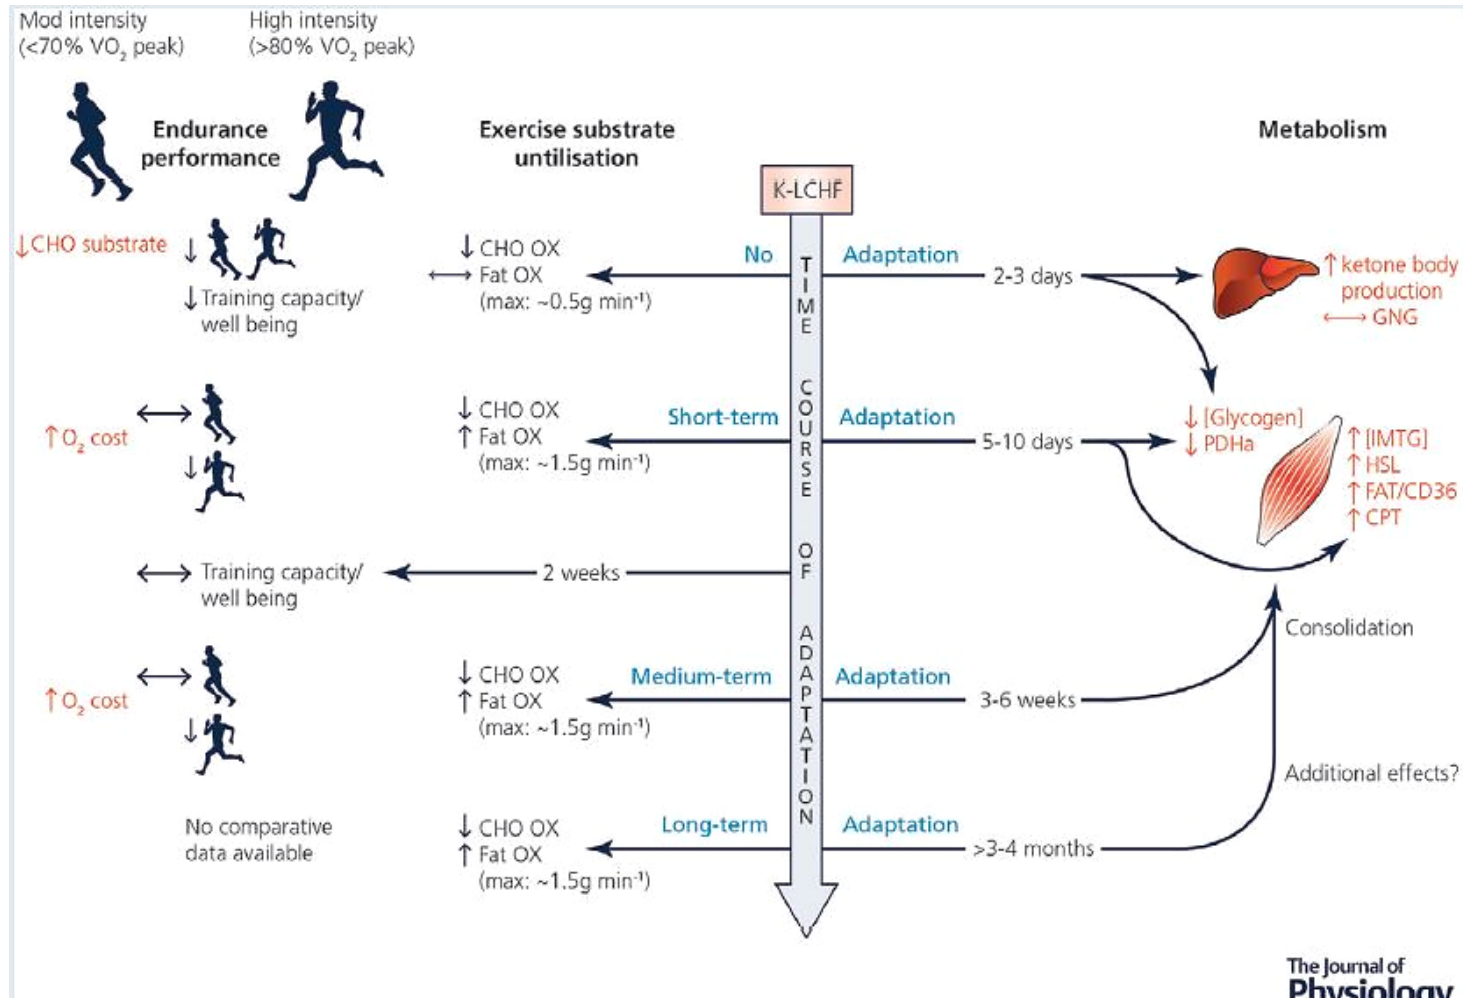 Mod intensity
(<70% VO₂ peak)
High intensity
(>80% VO₂ peak)
Endurance
performance
Exercise substrate
untilisation
Metabolism
K-LCHF
TIME COURSE OF ADAPTATION
↓CHO substrate
↓
↓Training capacity/
well being
↓ CHO OX
↔ Fat OX
(max: ~0.5g min⁻¹)
No Adaptation
2-3 days
↑ ketone body
production
↔ GNG
↑O₂ cost
↔
↓
↓ CHO OX
↑ Fat OX
(max: ~1.5g min⁻¹)
Short-term Adaptation
5-10 days
↓ [Glycogen]
↓ PDHa
↑ [IMTG]
↑ HSL
↑ FAT/CD36
↑ CPT
↔ Training capacity/
well being
2 weeks
↑O₂ cost
↔
↓
↓ CHO OX
↑ Fat OX
(max: ~1.5g min⁻¹)
Medium-term Adaptation
3-6 weeks
Consolidation
Additional effects?
No comparative
data available
↓ CHO OX
↑ Fat OX
(max: ~1.5g min⁻¹)
Long-term Adaptation
>3-4 months
The Journal of
Physiology